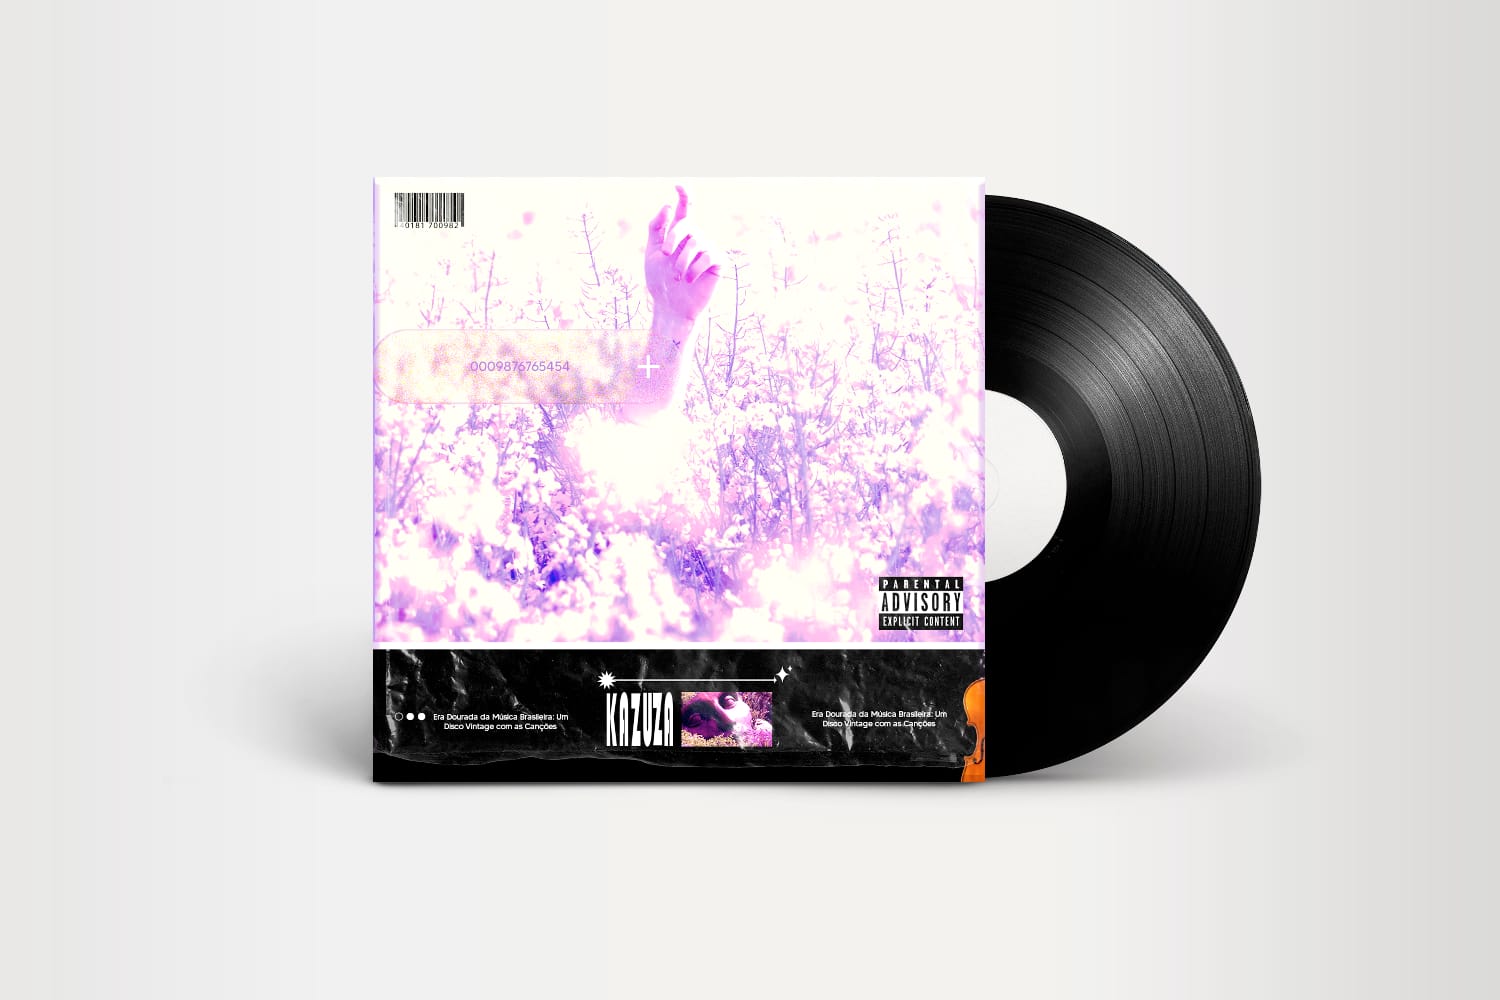 0181 700982
0009876765454
PARENTAL
ADVISORY
EXPLICIT CONTENT
KAZUZA
Era Dourada da Música Brasileira: Um
Disco Vintage com as Canções
Era Dourada da Música Brasileira: Um
Disco Vintage com as Canções